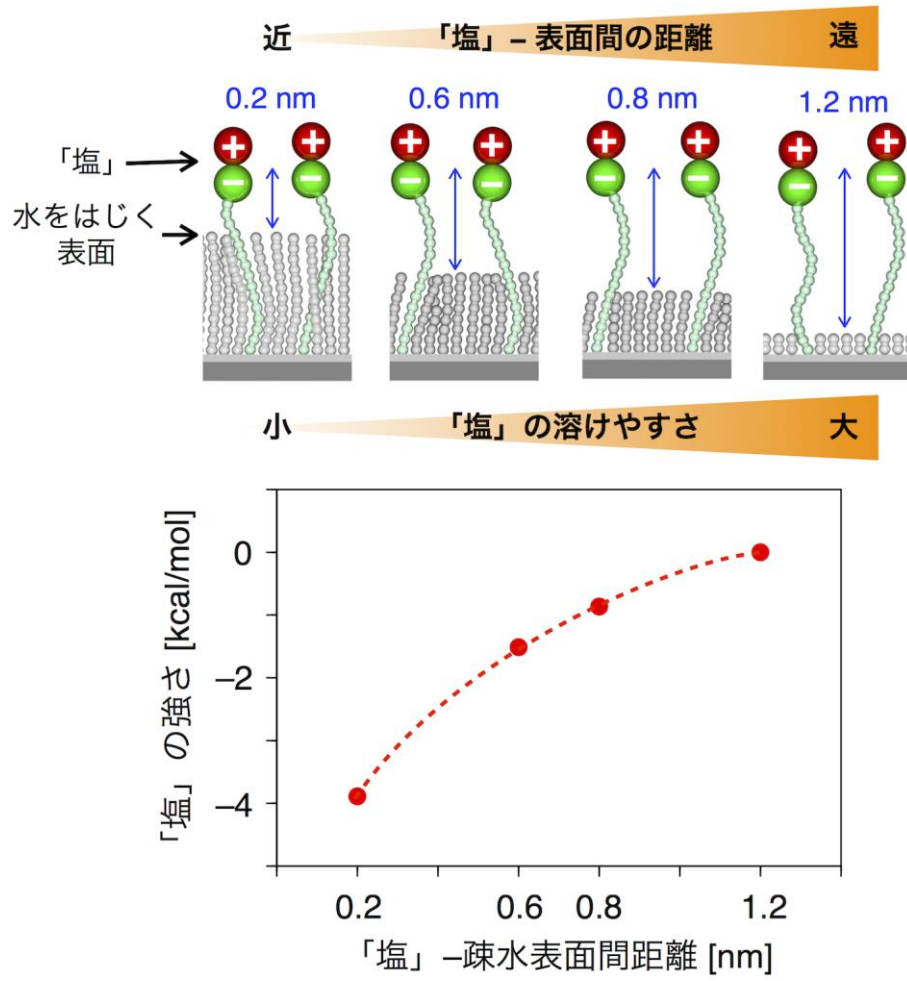 近 「塩」– 表面間の距離 遠
0.2 nm 0.6 nm 0.8 nm 1.2 nm
「塩」
水をはじく
表面
+ + + + + + + +
− − − − − − − −
小 「塩」の溶けやすさ 大
「塩」の強さ [kcal/mol]
0
–2
–4
0.2 0.6 0.8 1.2
「塩」–疎水表面間距離 [nm]